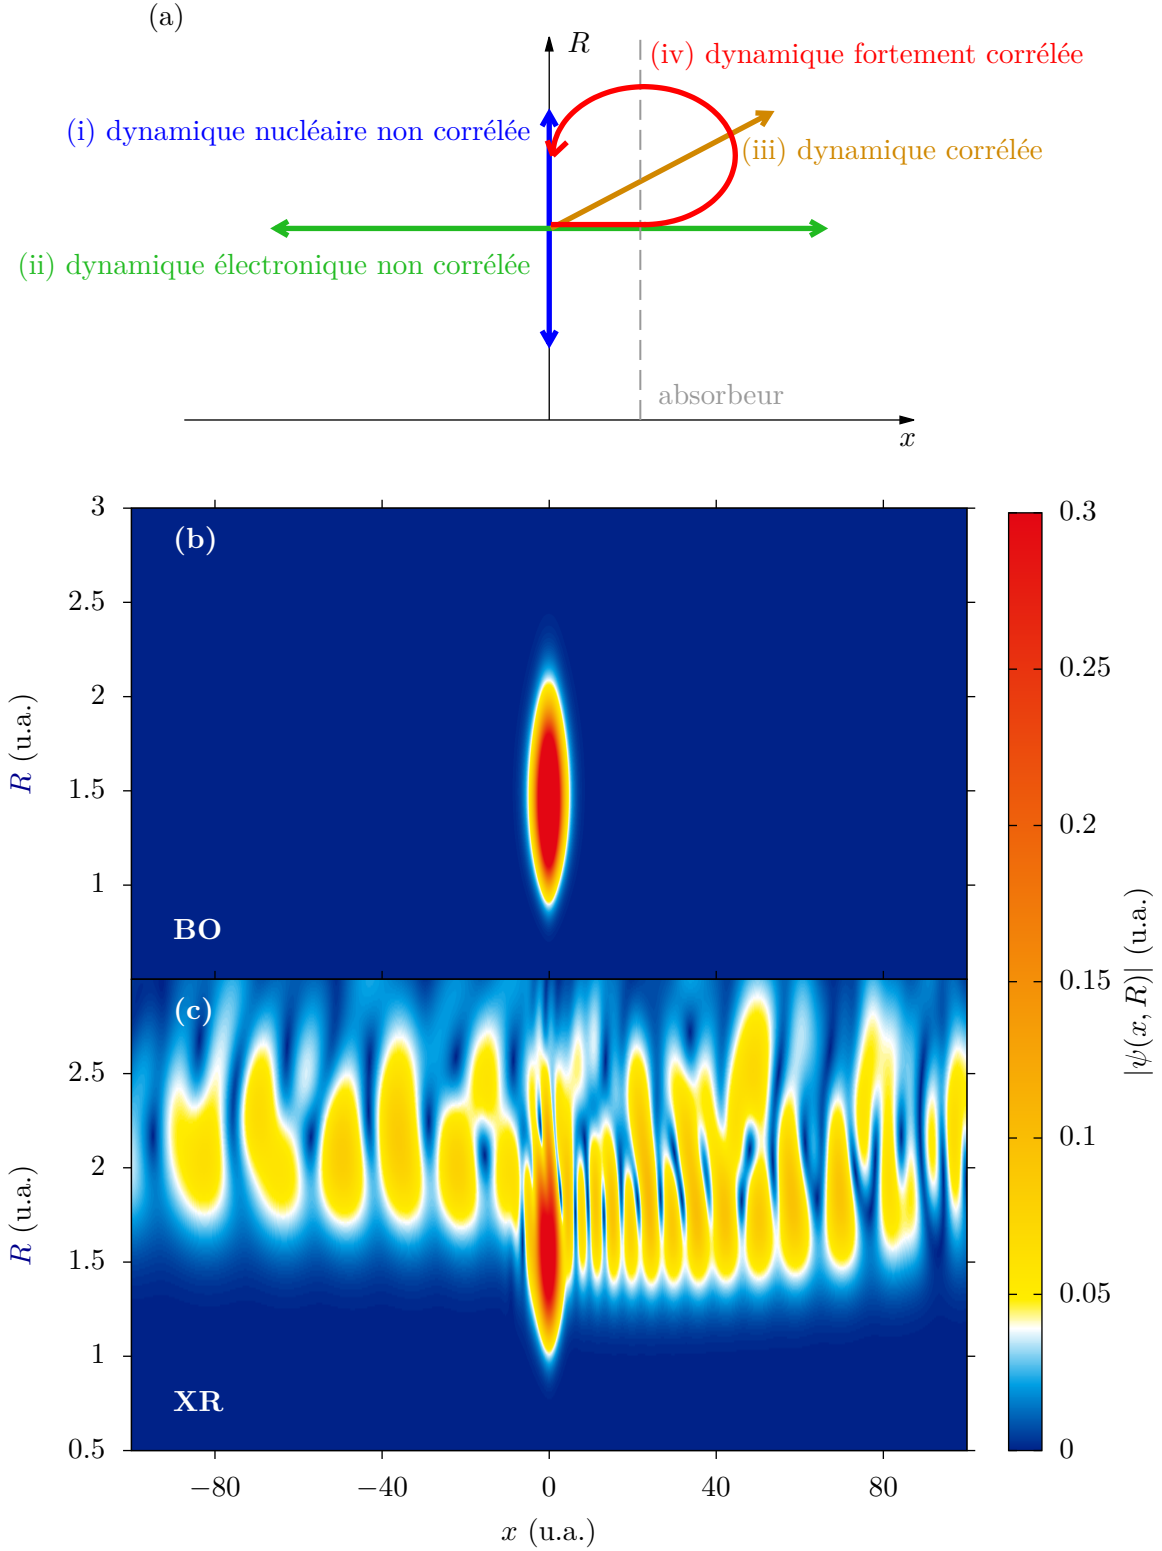 (a)
R
(iv) dynamique fortement corrélée
(i) dynamique nucléaire non corrélée
(iii) dynamique corrélée
(ii) dynamique électronique non corrélée
absorbeur
x
3
(b)
2.5
2
1.5
1
R (u.a.)
BO
(c)
2.5
2
1.5
1
0.5
R (u.a.)
XR
−80
−40
0
40
80
x (u.a.)
0.3
0.25
0.2
0.15
0.1
0.05
0
|ψ(x, R)| (u.a.)